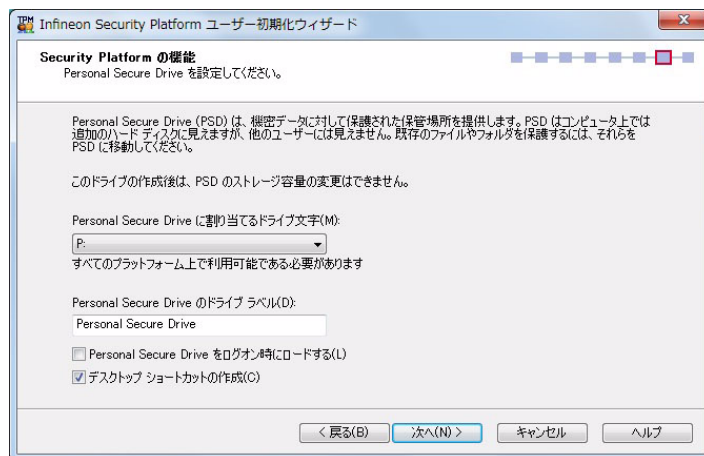 Infineon Security Platform ユーザー初期化ウィザード
Security Platform の機能
Personal Secure Drive を設定してください。
Personal Secure Drive (PSD) は、機密データに対して保護された保管場所を提供します。PSD はコンピュータ上では
追加のハード ディスクに見えますが、他のユーザーには見えません。既存のファイルやフォルダを保護するには、それらを
PSD に移動してください。
このドライブの作成後は、PSD のストレージ容量の変更はできません。
Personal Secure Drive に割り当てるドライブ文字(M):
P:
すべてのプラットフォーム上で利用可能である必要があります
Personal Secure Drive のドライブ ラベル(D):
Personal Secure Drive
Personal Secure Drive をログオン時にロードする(L)
デスクトップ ショートカットの作成(C)
< 戻る(B) 次へ(N) > キャンセル ヘルプ